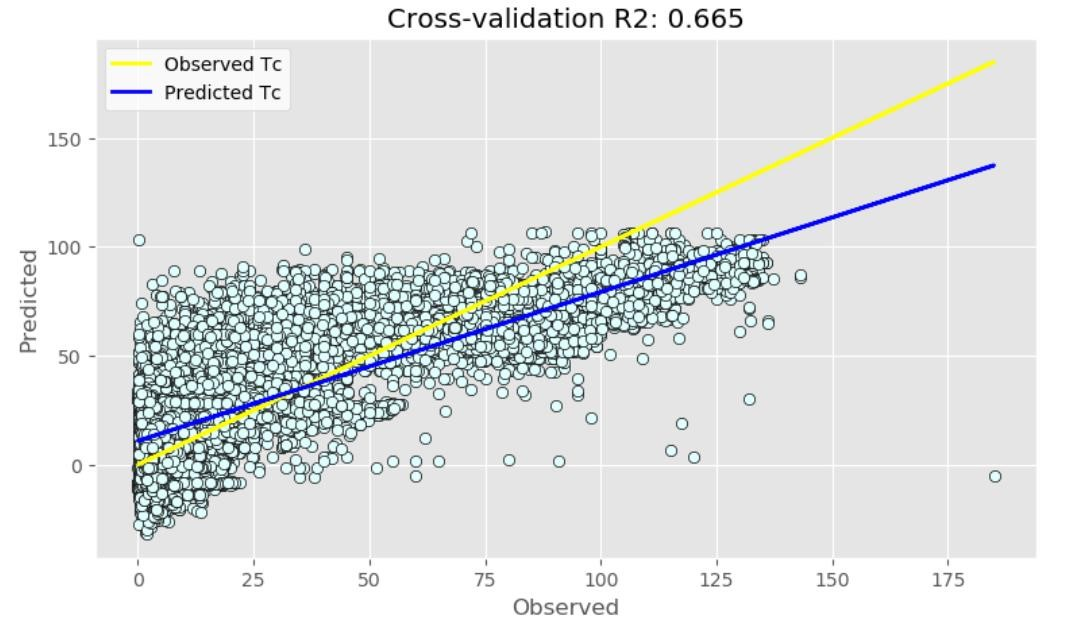 Cross-validation R2: 0.665
Observed Tc
Predicted Tc
150
100
50
0
Predicted
0 25 50 75 100 125 150 175
Observed